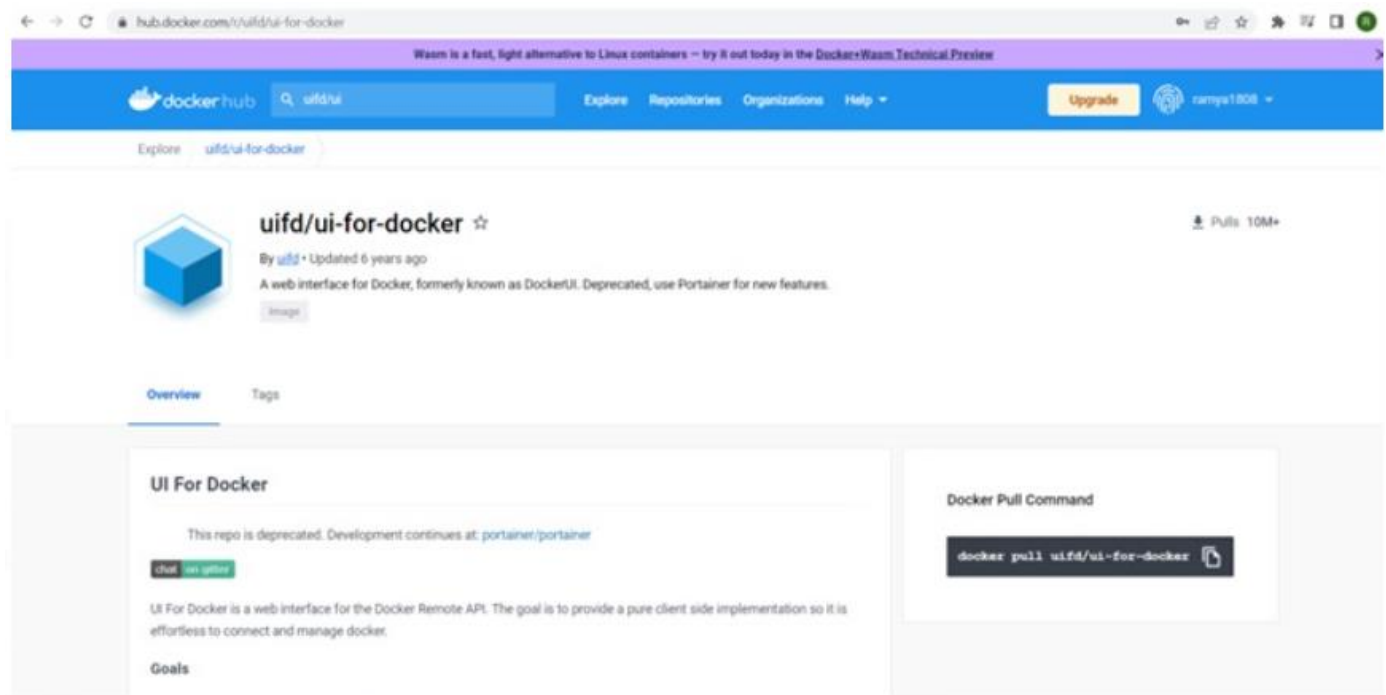 hub.docker.com/r/uifd/ui-for-docker
R
Wasm is a fast, light alternative to Linux containers — try it out today in the Docker+Wasm Technical Preview
dockerhub
uifd/ui
Explore Repositories Organizations Help
Upgrade
ramya1808
Explore uifd/ui-for-docker
uifd/ui-for-docker
Pulls 10M+
By uifd • Updated 6 years ago
A web interface for Docker, formerly known as DockerUI. Deprecated, use Portainer for new features.
Image
Overview Tags
UI For Docker
This repo is deprecated. Development continues at: portainer/portainer
chat on gitter
UI For Docker is a web interface for the Docker Remote API. The goal is to provide a pure client side implementation so it is
effortless to connect and manage docker.
Goals
Docker Pull Command
docker pull uifd/ui-for-docker